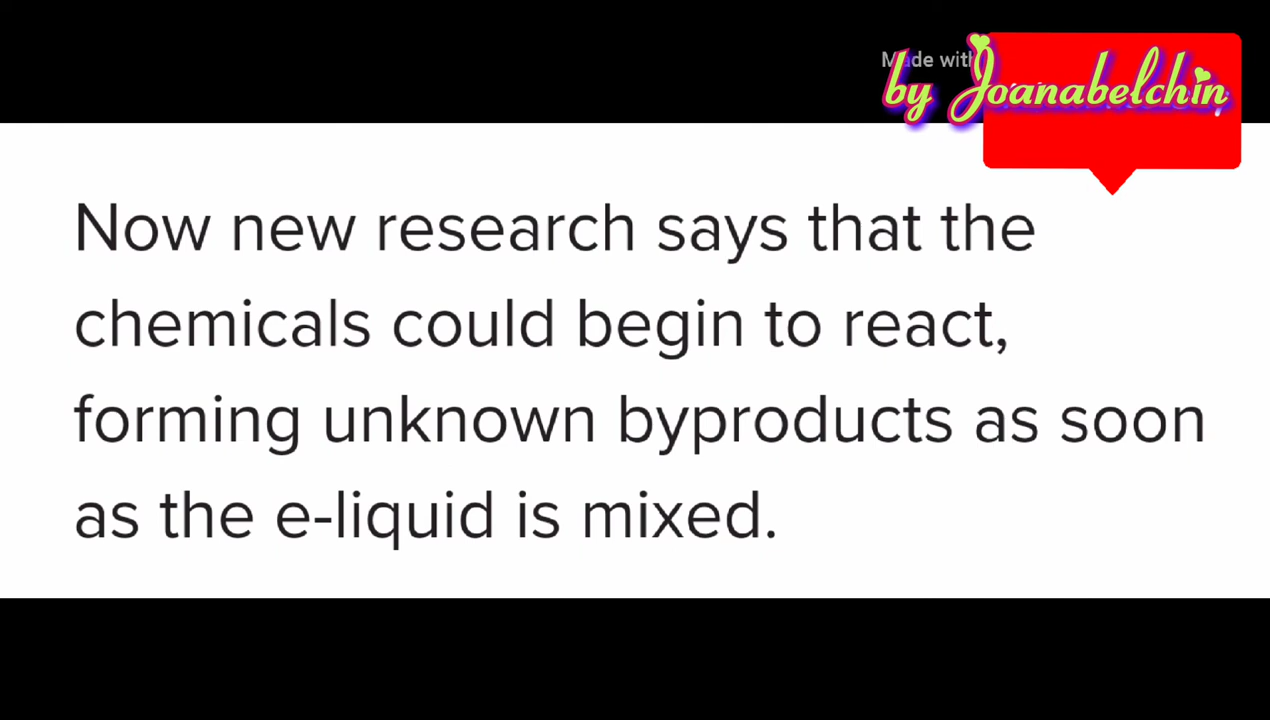 Made with
by Joanabelchin
Now new research says that the
chemicals could begin to react,
forming unknown byproducts as soon
as the e-liquid is mixed.